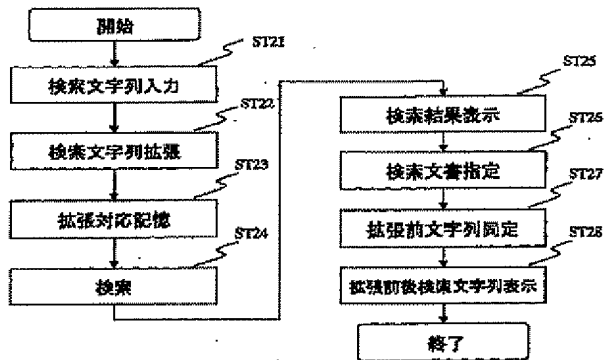 開始
ST21
検索文字列入力
ST22
検索文字列拡張
ST23
拡張対応記憶
ST24
検索
ST25
検索結果表示
ST26
検索文書指定
ST27
拡張前文字列同定
ST28
拡張前後検索文字列表示
終了